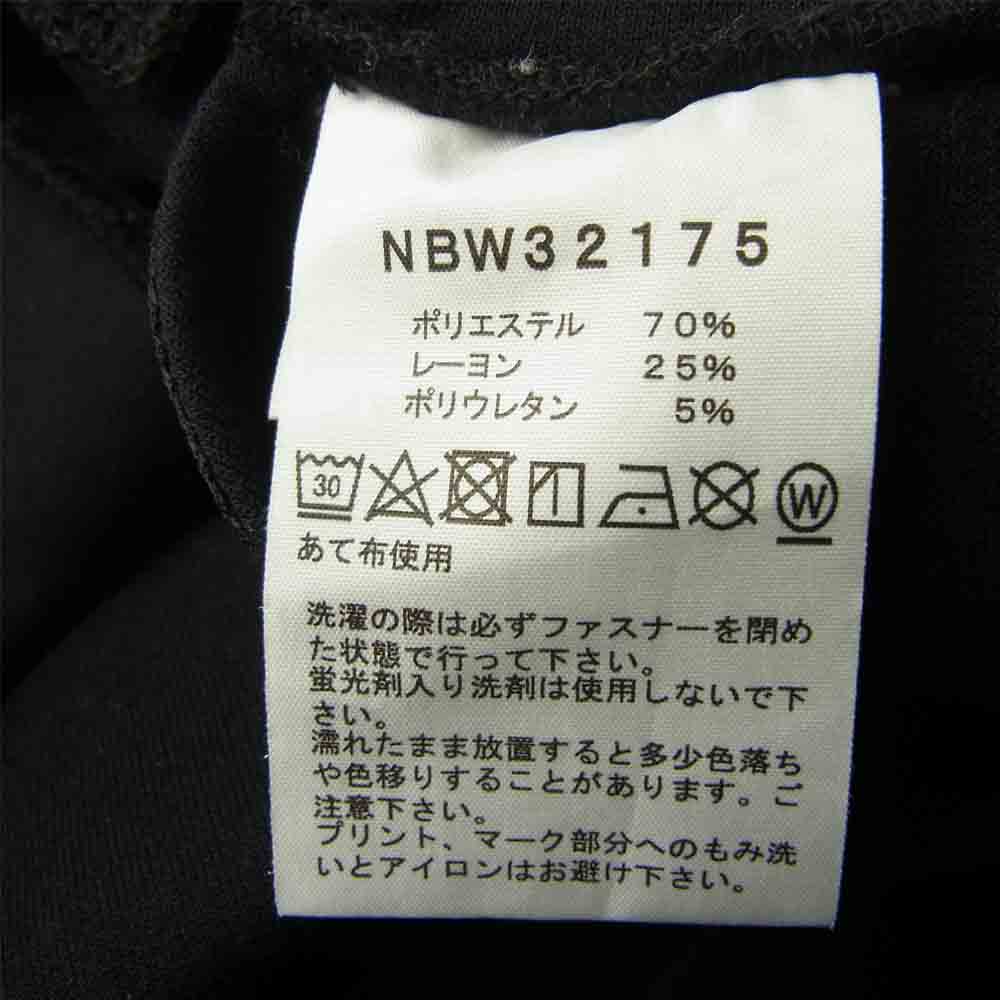 NBW32175
ポリエステル 70%
レーヨン 25%
ポリウレタン 5%
30 W
あて布使用
洗濯の際は必ずファスナーを閉め
た状態で行って下さい。
蛍光剤入り洗剤は使用しないで下
さい。
濡れたまま放置すると多少色落ち
や色移りすることがあります。ご
注意下さい。
プリント、マーク部分へのもみ洗
いとアイロンはお避け下さい。